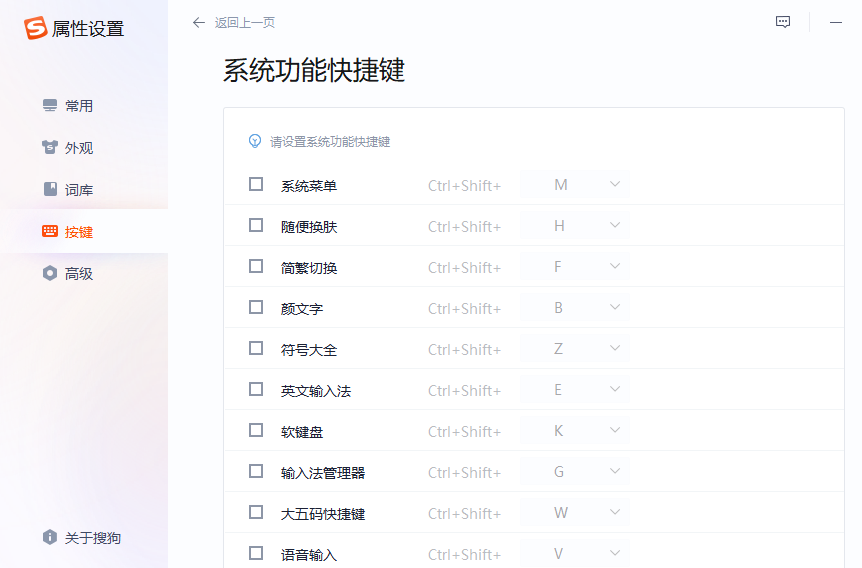 属性设置
返回上一页
系统功能快捷键
常用
外观
词库
按键
高级
关于搜狗
请设置系统功能快捷键
系统菜单 Ctrl+Shift+ M
随便换肤 Ctrl+Shift+ H
简繁切换 Ctrl+Shift+ F
颜文字 Ctrl+Shift+ B
符号大全 Ctrl+Shift+ Z
英文输入法 Ctrl+Shift+ E
软键盘 Ctrl+Shift+ K
输入法管理器 Ctrl+Shift+ G
大五码快捷键 Ctrl+Shift+ W
语音输入 Ctrl+Shift+ V